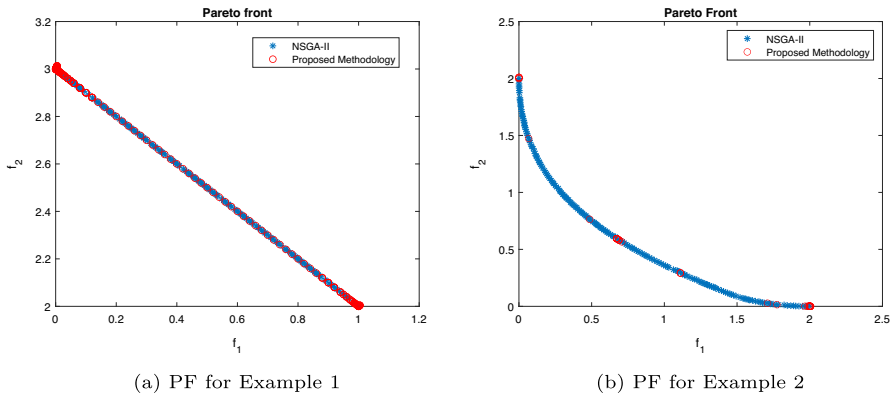 Pareto front
3.2
3
2.8
2.6
2.4
2.2
2
f2
NSGA-II
Proposed Methodology
0 0.2 0.4 0.6 0.8 1 1.2
f1
(a) PF for Example 1
Pareto Front
2.5
2
1.5
1
0.5
0
f2
NSGA-II
Proposed Methodology
0 0.5 1 1.5 2 2.5
f1
(b) PF for Example 2